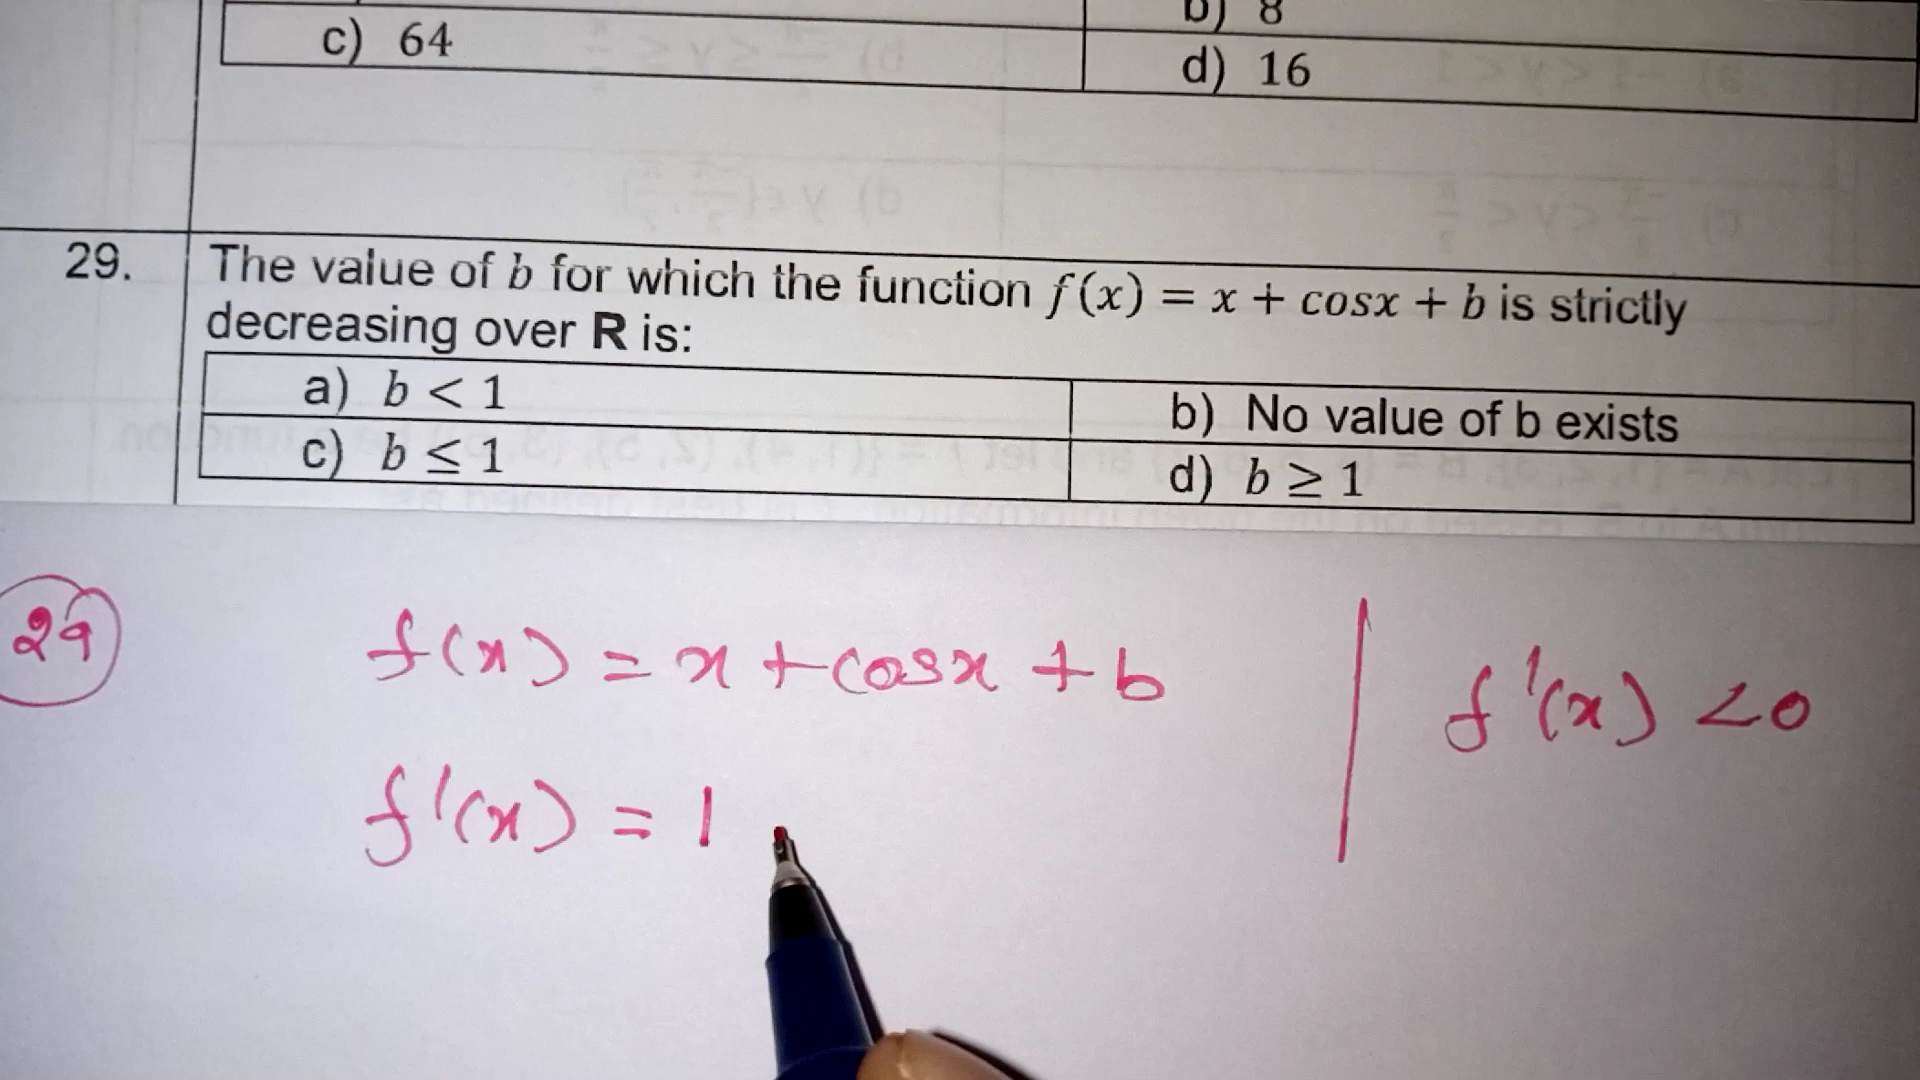 b) 8
c) 64
d) 16
29. The value of b for which the function f(x) = x + cosx + b is strictly
decreasing over R is:
a) b < 1
b) No value of b exists
c) b ≤ 1
d) b ≥ 1
29
f(x) = x + cosx + b
f'(x) < 0
f'(x) = 1